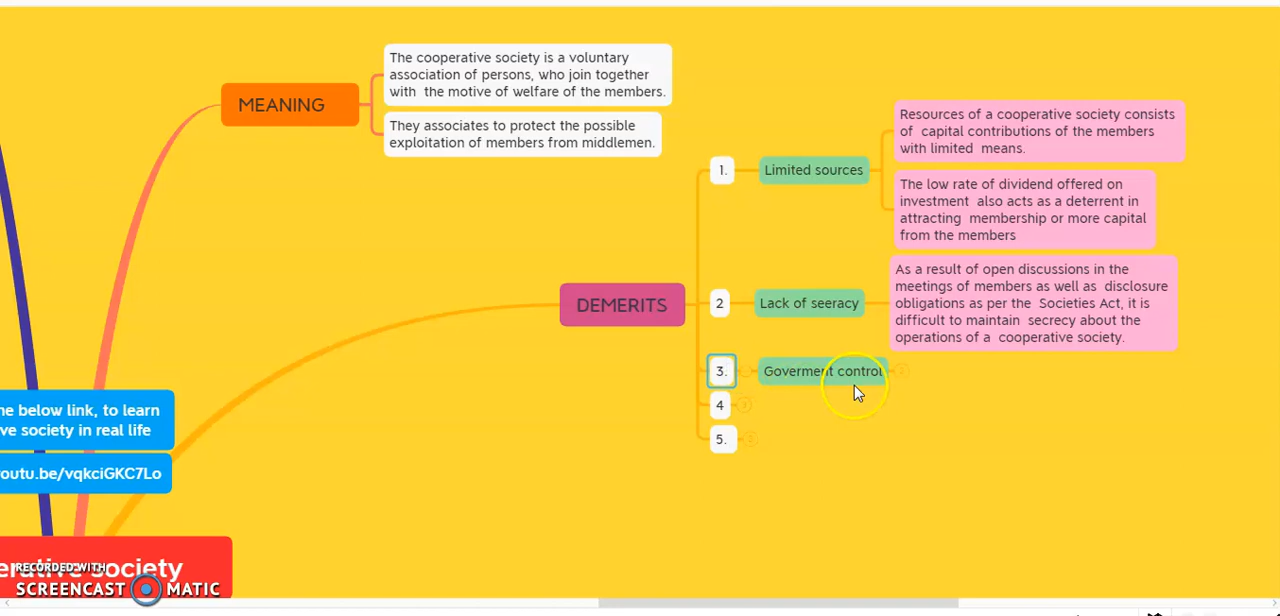 MEANING
The cooperative society is a voluntary
association of persons, who join together
with the motive of welfare of the members.
They associates to protect the possible
exploitation of members from middlemen.
DEMERITS
1.
Limited sources
Resources of a cooperative society consists
of capital contributions of the members
with limited means.
The low rate of dividend offered on
investment also acts as a deterrent in
attracting membership or more capital
from the members
2
Lack of seeracy
As a result of open discussions in the
meetings of members as well as disclosure
obligations as per the Societies Act, it is
difficult to maintain secrecy about the
operations of a cooperative society.
3.
Goverment control
4
5.
ne below link, to learn
ve society in real life
outu.be/vqkciGKC7Lo
erative society
RECORDED WITH
SCREENCAST MATIC